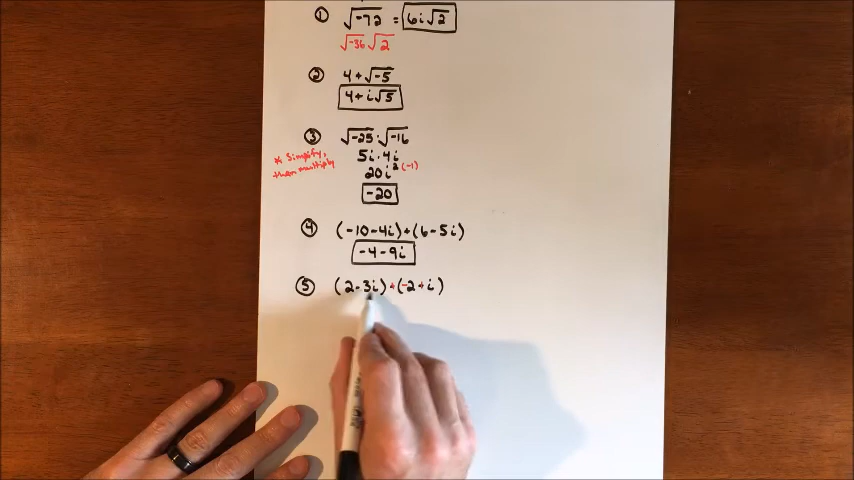 ① √-72 = 6i√2
√-36 √2
② 4+√-5
4+i√5
③ √-25·√-16
* Simplify, then multiply
5i·4i
20i² (-1)
-20
④ (-10-4i)+(6-5i)
-4-9i
⑤ (2-3i)+(-2+i)